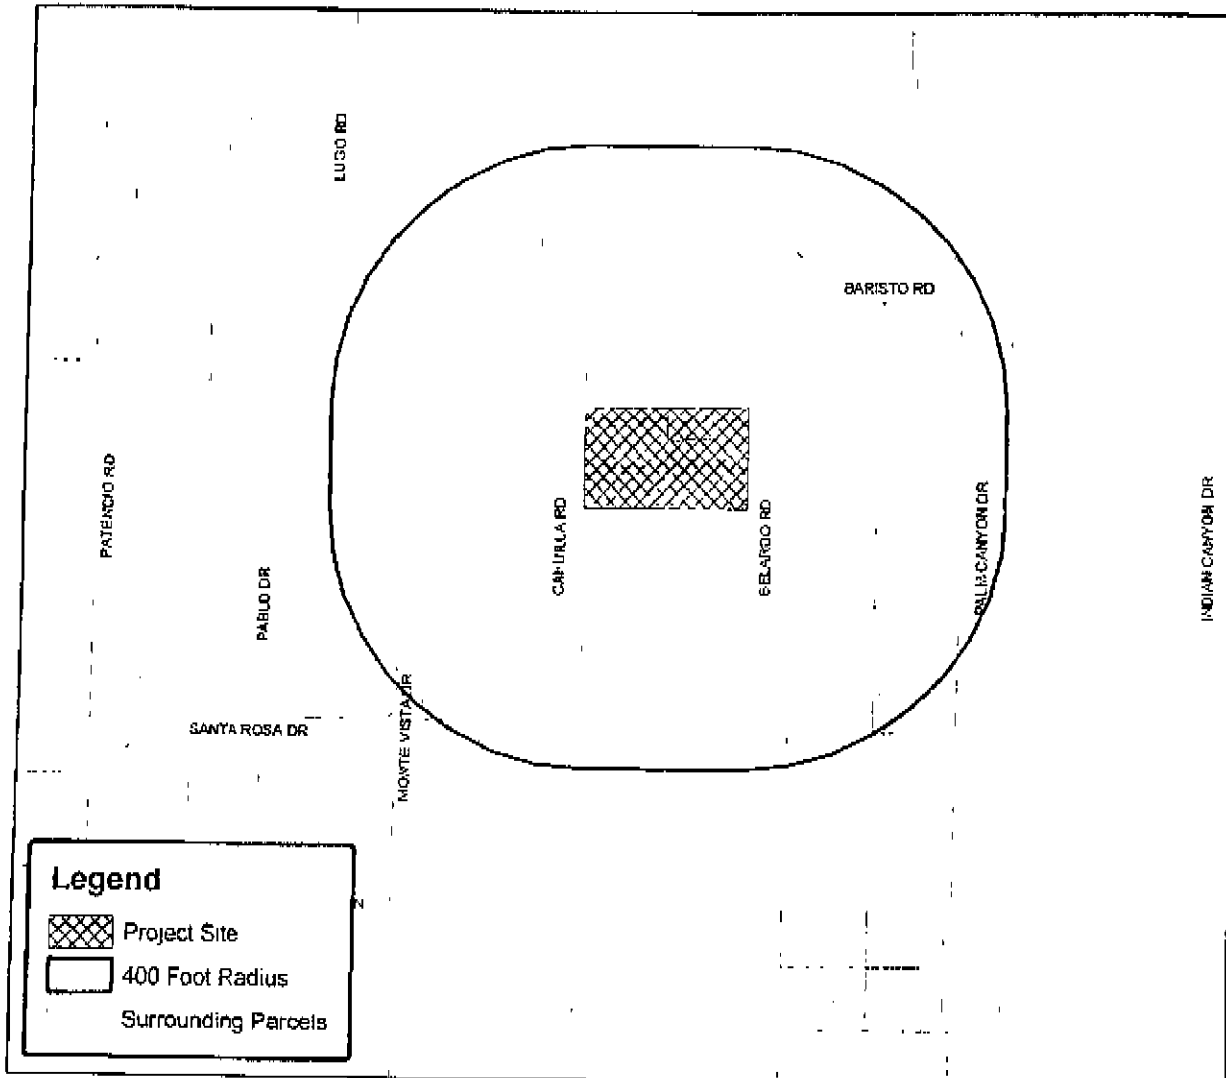 LUGO RD
BARISTO RD
PATENCIO RD
CAHUILLA RD
BELARDO RD
PALM CANYON DR
INDIAN CANYON DR
PABLO DR
SANTA ROSA DR
MONTE VISTA DR
Legend
Project Site
400 Foot Radius
Surrounding Parcels